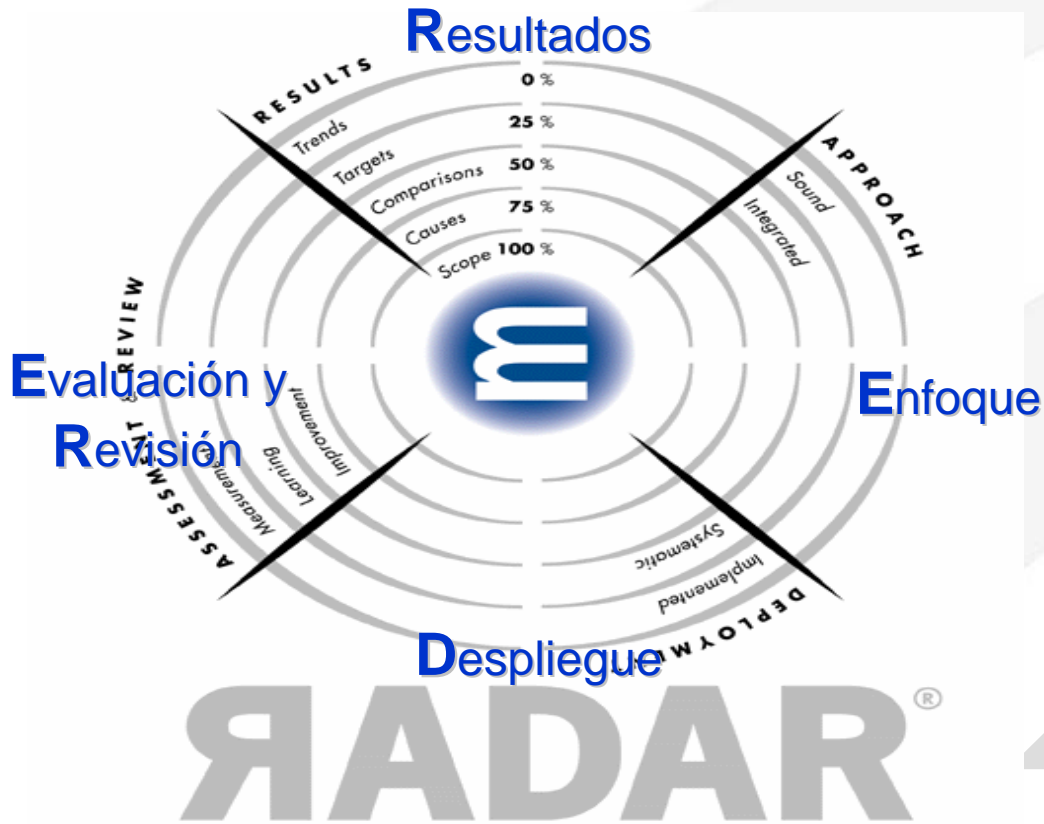 Resultados
RESULTS
0 %
Trends
25 %
Targets
50 %
Comparisons
75 %
Causes
100 %
Scope
APPROACH
Sound
Integrated
Enfoque
DEPLOYMENT
Implemented
Systematic
Despliegue
ASSESSMENT & REVIEW
Measurement
Learning
Improvement
Evaluación y
Revisión
RADAR®